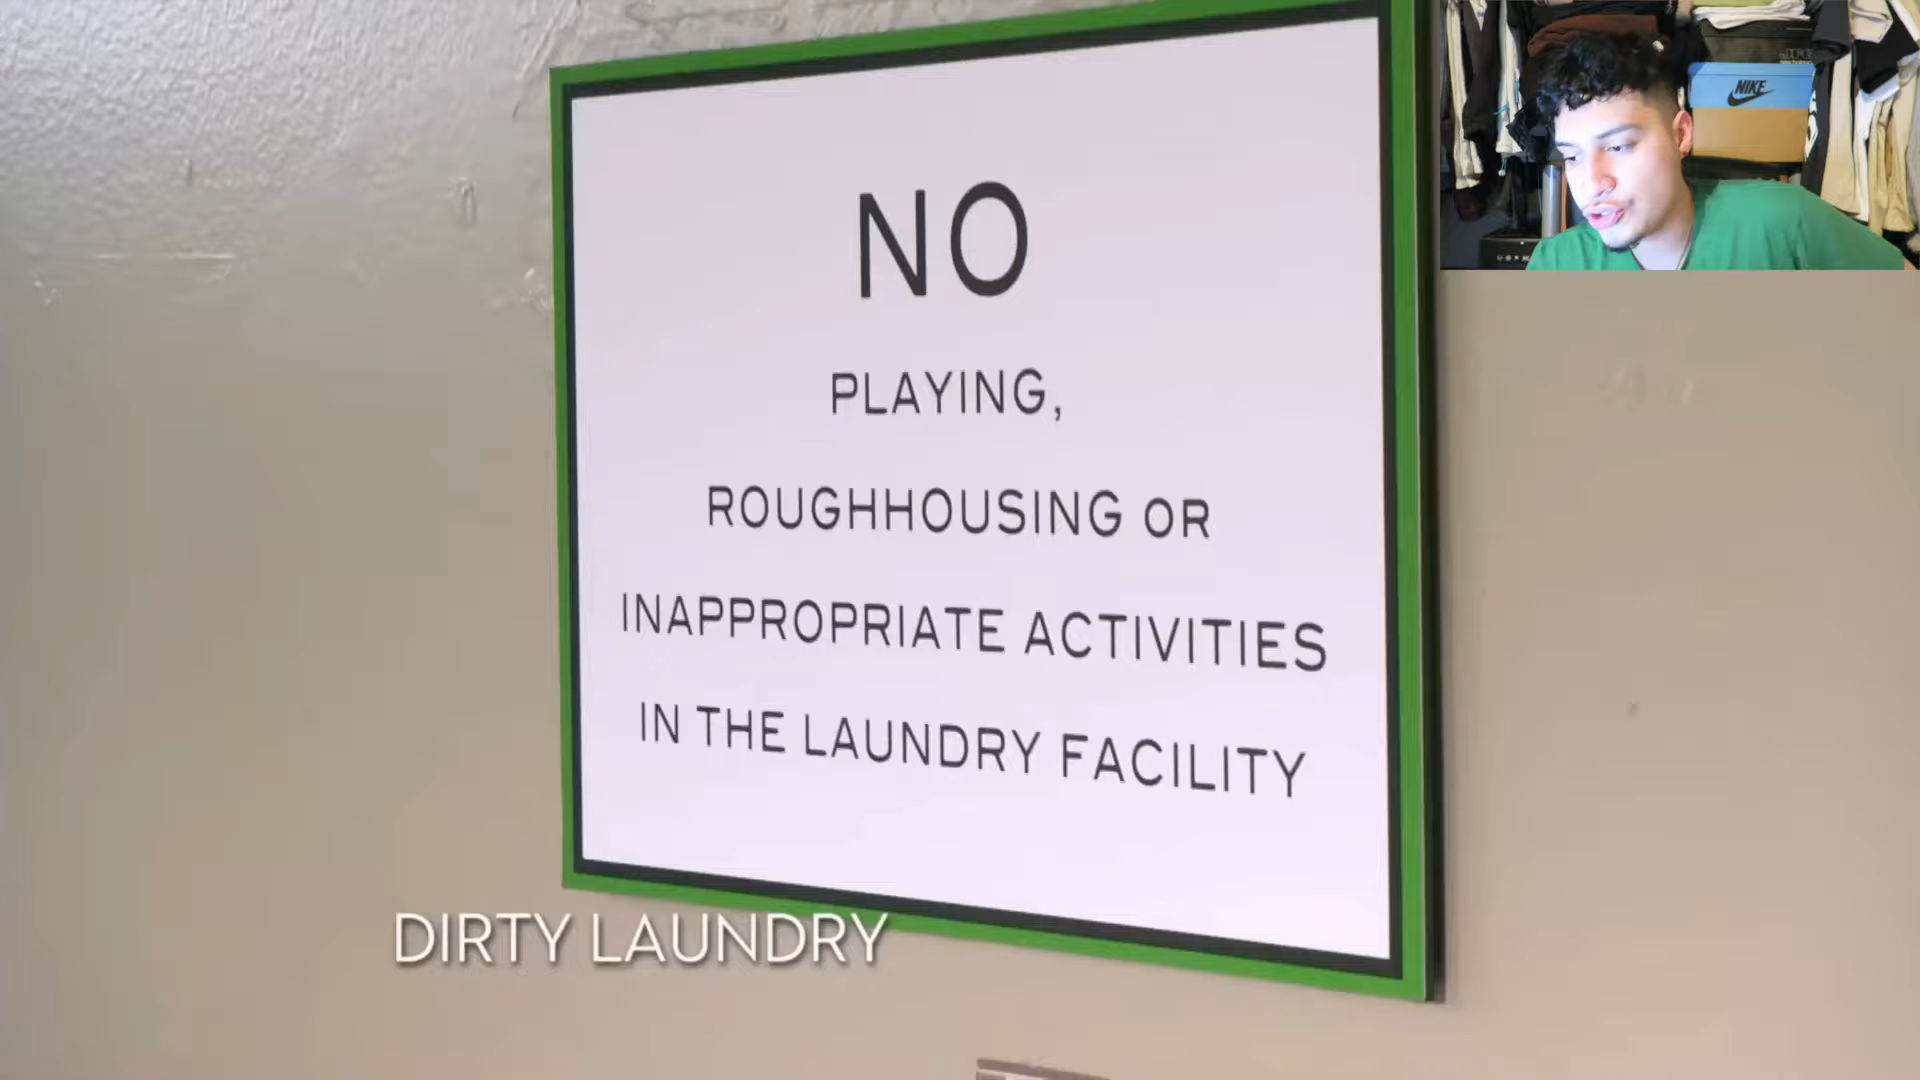 NO
PLAYING,
ROUGHHOUSING OR
INAPPROPRIATE ACTIVITIES
IN THE LAUNDRY FACILITY
DIRTY LAUNDRY
NIKE